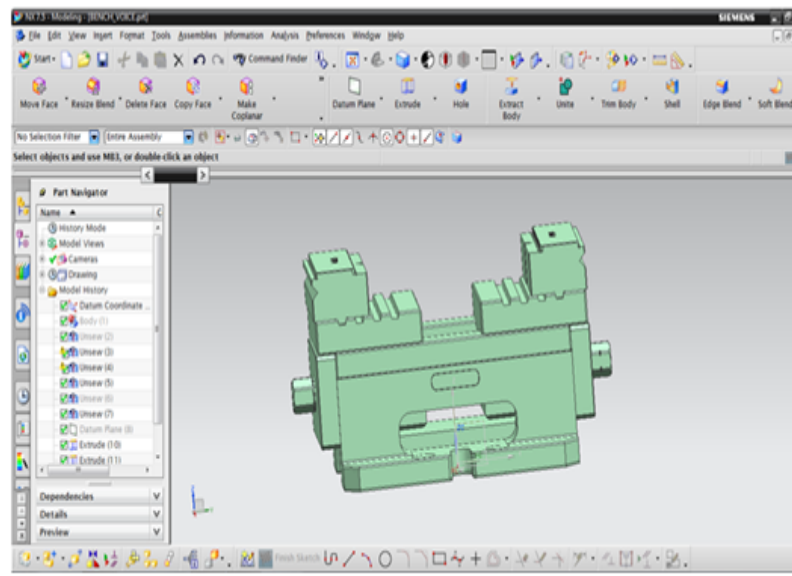 NX 7.5 - Modeling - [BENCH_VOICE.prt]
SIEMENS
File Edit View Insert Format Tools Assemblies Information Analysis Preferences Window Help
Start Command Finder
Move Face Resize Blend Delete Face Copy Face Make Coplanar Datum Plane Extrude Hole Extract Body Unite Trim Body Shell Edge Blend Soft Blend
No Selection Filter Entire Assembly
Select objects and use MB3, or double-click an object
Part Navigator
Name C
History Mode
Model Views
Cameras
Drawing
Model History
Datum Coordinate ...
Body (1)
Unsew (2)
Unsew (3)
Unsew (4)
Unsew (5)
Unsew (6)
Unsew (7)
Datum Plane (8)
Extrude (10)
Extrude (11)
Dependencies
Details
Preview
Finish Sketch